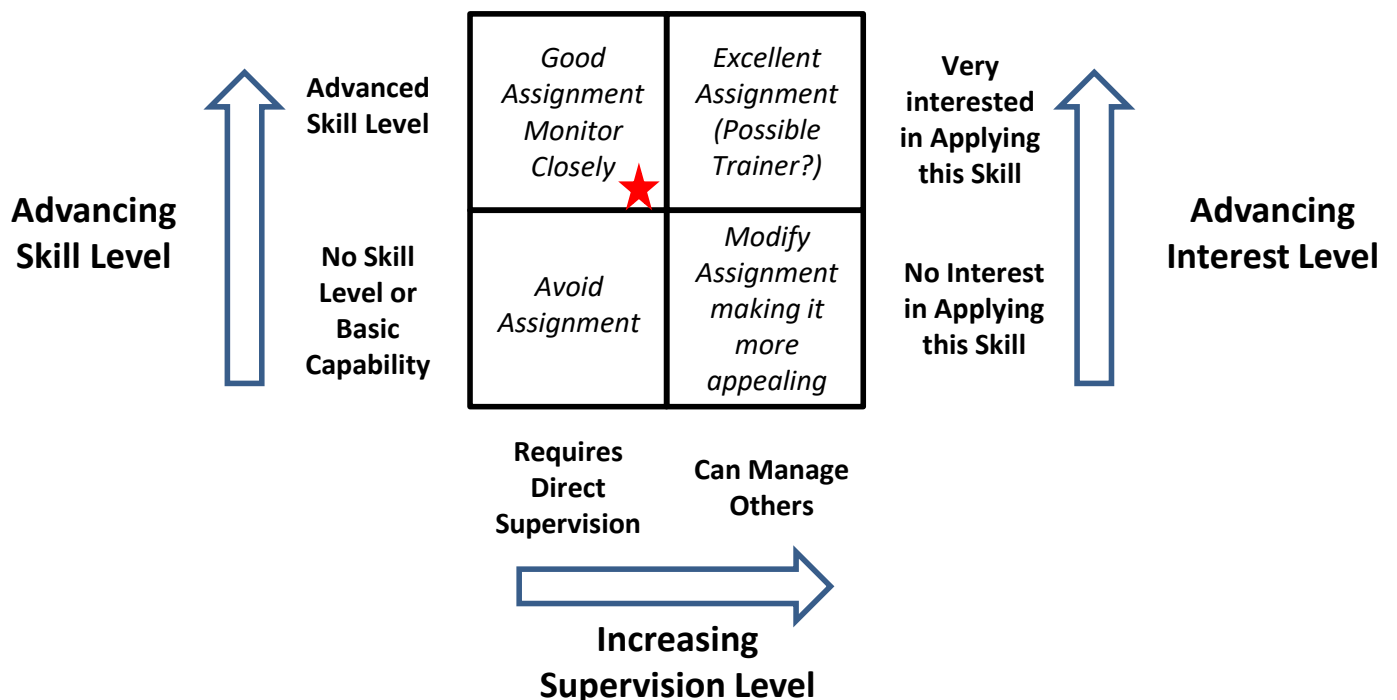 Good
Assignment
Monitor
Closely
Excellent
Assignment
(Possible
Trainer?)
Advanced
Skill Level
Very
interested
in Applying
this Skill
Advancing
Skill Level
Advancing
Interest Level
No Skill
Level or
Basic
Capability
Avoid
Assignment
Modify
Assignment
making it
more
appealing
No Interest
in Applying
this Skill
Requires
Direct
Supervision
Can Manage
Others
Increasing
Supervision Level